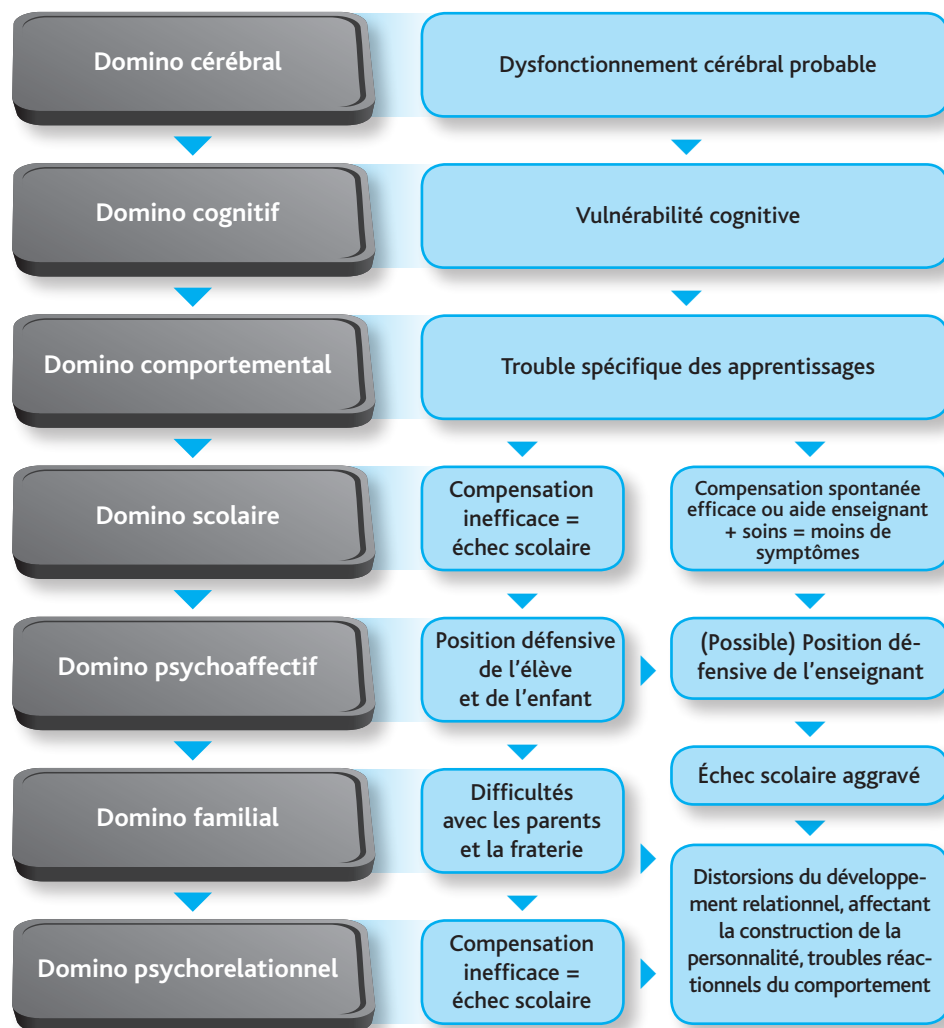 Domino cérébral
Dysfonctionnement cérébral probable
Domino cognitif
Vulnérabilité cognitive
Domino comportemental
Trouble spécifique des apprentissages
Domino scolaire
Compensation
inefficace =
échec scolaire
Compensation spontanée
efficace ou aide enseignant
+ soins = moins de
symptômes
Domino psychoaffectif
Position défensive
de l'élève
et de l'enfant
(Possible) Position dé-
fensive de l'enseignant
Échec scolaire aggravé
Domino familial
Difficultés
avec les parents
et la fraterie
Distorsions du développe-
ment relationnel, affectant
la construction de la
personnalité, troubles réac-
tionnels du comportement
Domino psychorelationnel
Compensation
inefficace =
échec scolaire